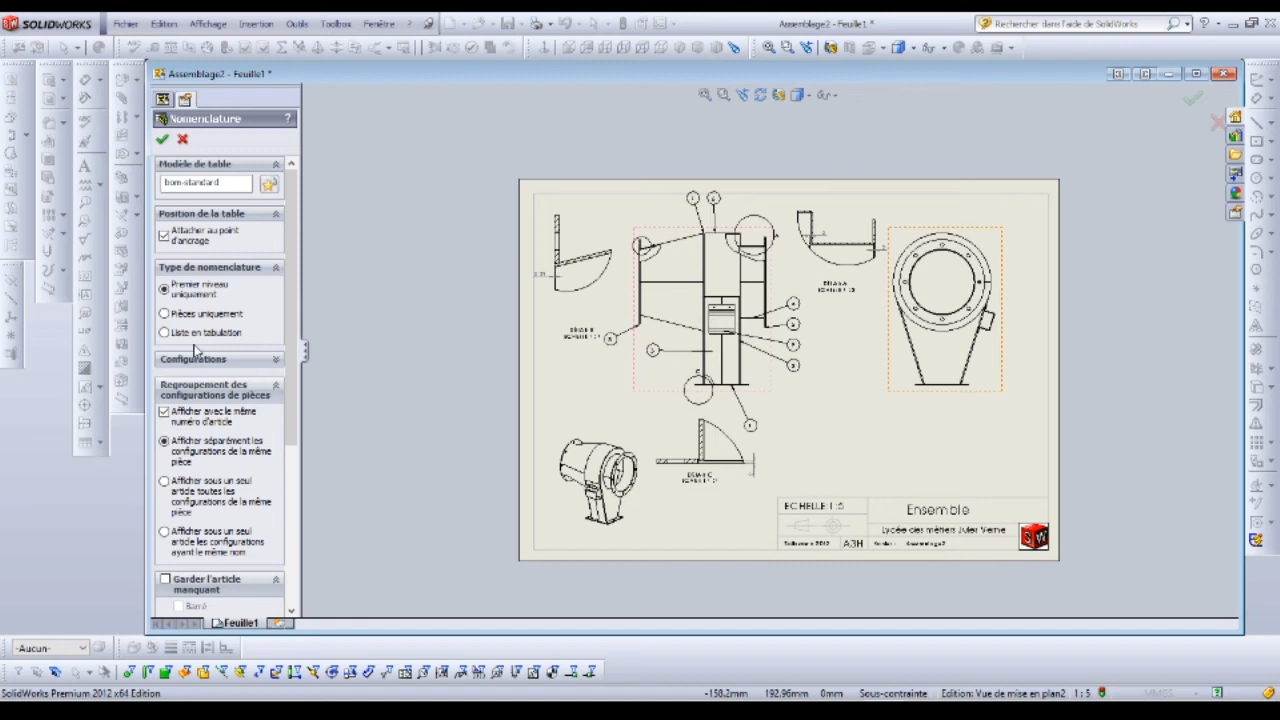 SOLIDWORKS
Fichier Edition Affichage Insertion Outils Toolbox Fenêtre
Assemblage2 - Feuille1 *
Rechercher dans l'aide de SolidWorks
Assemblage2 - Feuille1 *
Nomenclature ?
Modèle de table
bom-standard
Position de la table
Attacher au point
d'ancrage
Type de nomenclature
Premier niveau
uniquement
Pièces uniquement
Liste en tabulation
Configurations
Regroupement des
configurations de pièces
Afficher avec le même
numéro d'article
Afficher séparément les
configurations de la même
pièce
Afficher sous un seul
article toutes les
configurations de la même
pièce
Afficher sous un seul
article les configurations
ayant le même nom
Garder l'article
manquant
Barré
Feuille1
ECHELLE 1:5
Ensemble
Lycée des métiers Jules Verne
A3H
-Aucun-
SolidWorks Premium 2012 x64 Edition
-158.2mm 192.96mm 0mm Sous-contrainte Edition: Vue de mise en plan2 1 : 5
MMGS